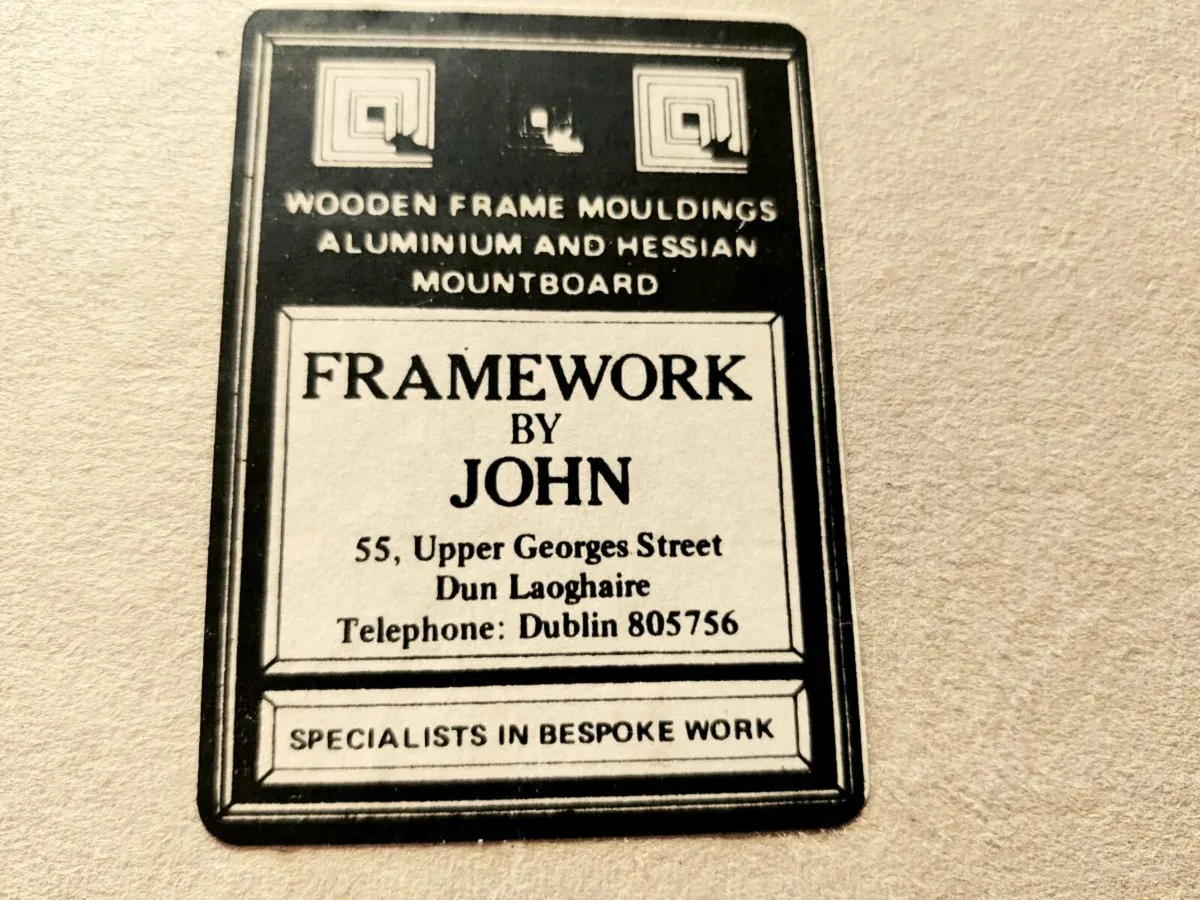 WOODEN FRAME MOULDINGS
ALUMINIUM AND HESSIAN
MOUNTBOARD
FRAMEWORK
BY
JOHN
55, Upper Georges Street
Dun Laoghaire
Telephone: Dublin 805756
SPECIALISTS IN BESPOKE WORK